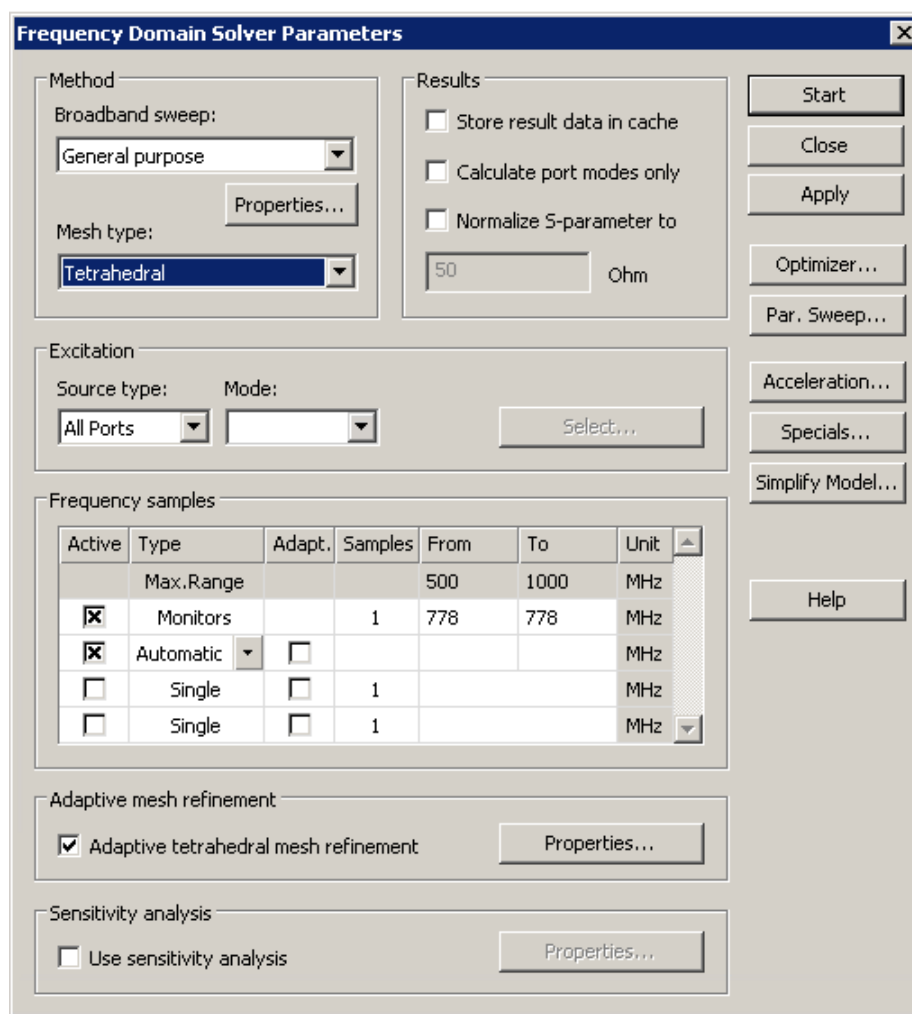 Frequency Domain Solver Parameters
Method
Broadband sweep:
General purpose
Properties...
Mesh type:
Tetrahedral
Results
Store result data in cache
Calculate port modes only
Normalize S-parameter to
50 Ohm
Start
Close
Apply
Optimizer...
Par. Sweep...
Acceleration...
Specials...
Simplify Model...
Help
Excitation
Source type: Mode:
All Ports
Select...
Frequency samples
Active Type Adapt. Samples From To Unit
Max.Range 500 1000 MHz
Monitors 1 778 778 MHz
Automatic MHz
Single 1 MHz
Single 1 MHz
Adaptive mesh refinement
Adaptive tetrahedral mesh refinement Properties...
Sensitivity analysis
Use sensitivity analysis Properties...